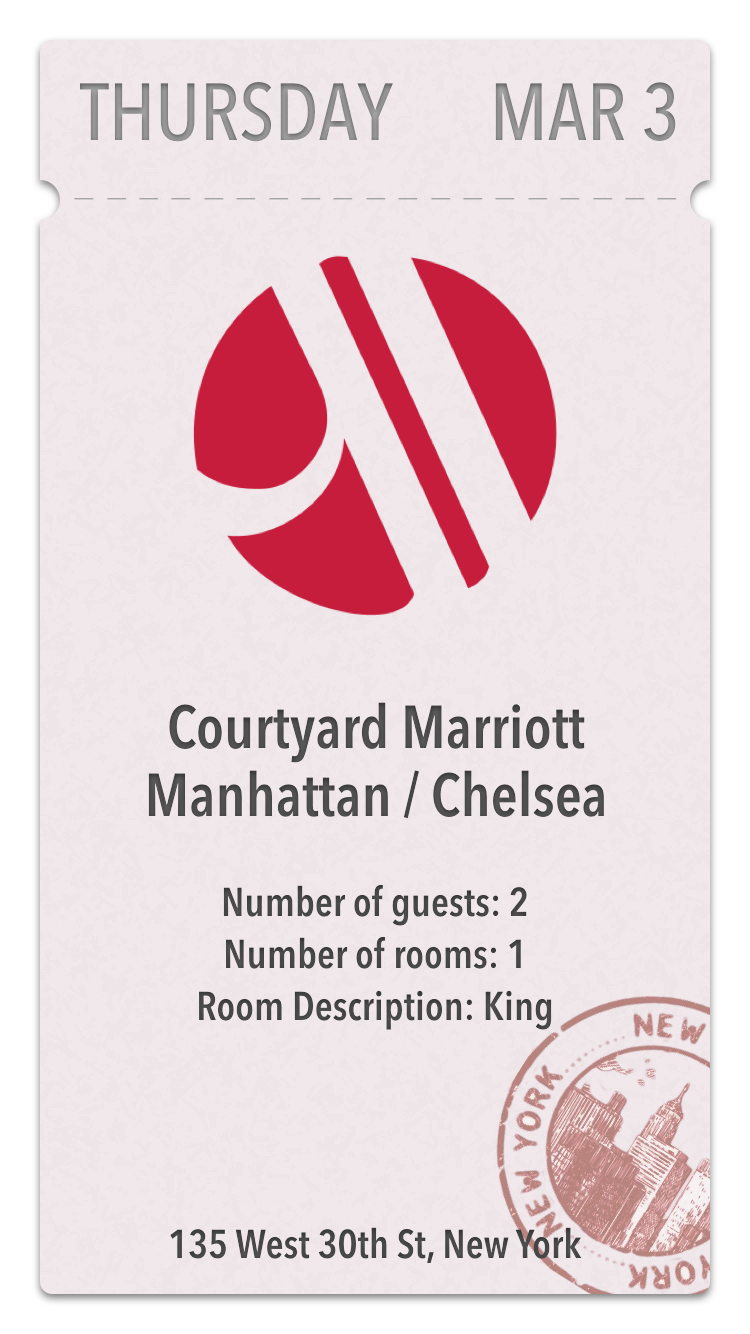 THURSDAY MAR 3
Courtyard Marriott
Manhattan / Chelsea
Number of guests: 2
Number of rooms: 1
Room Description: King
NEW
NEW YORK
135 West 30th St, New York